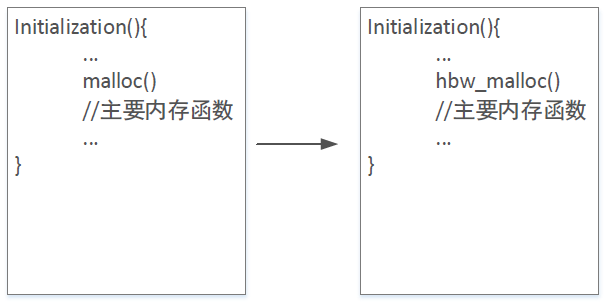 Initialization(){
...
malloc()
//主要内存函数
...
}
Initialization(){
...
hbw_malloc()
//主要内存函数
...
}